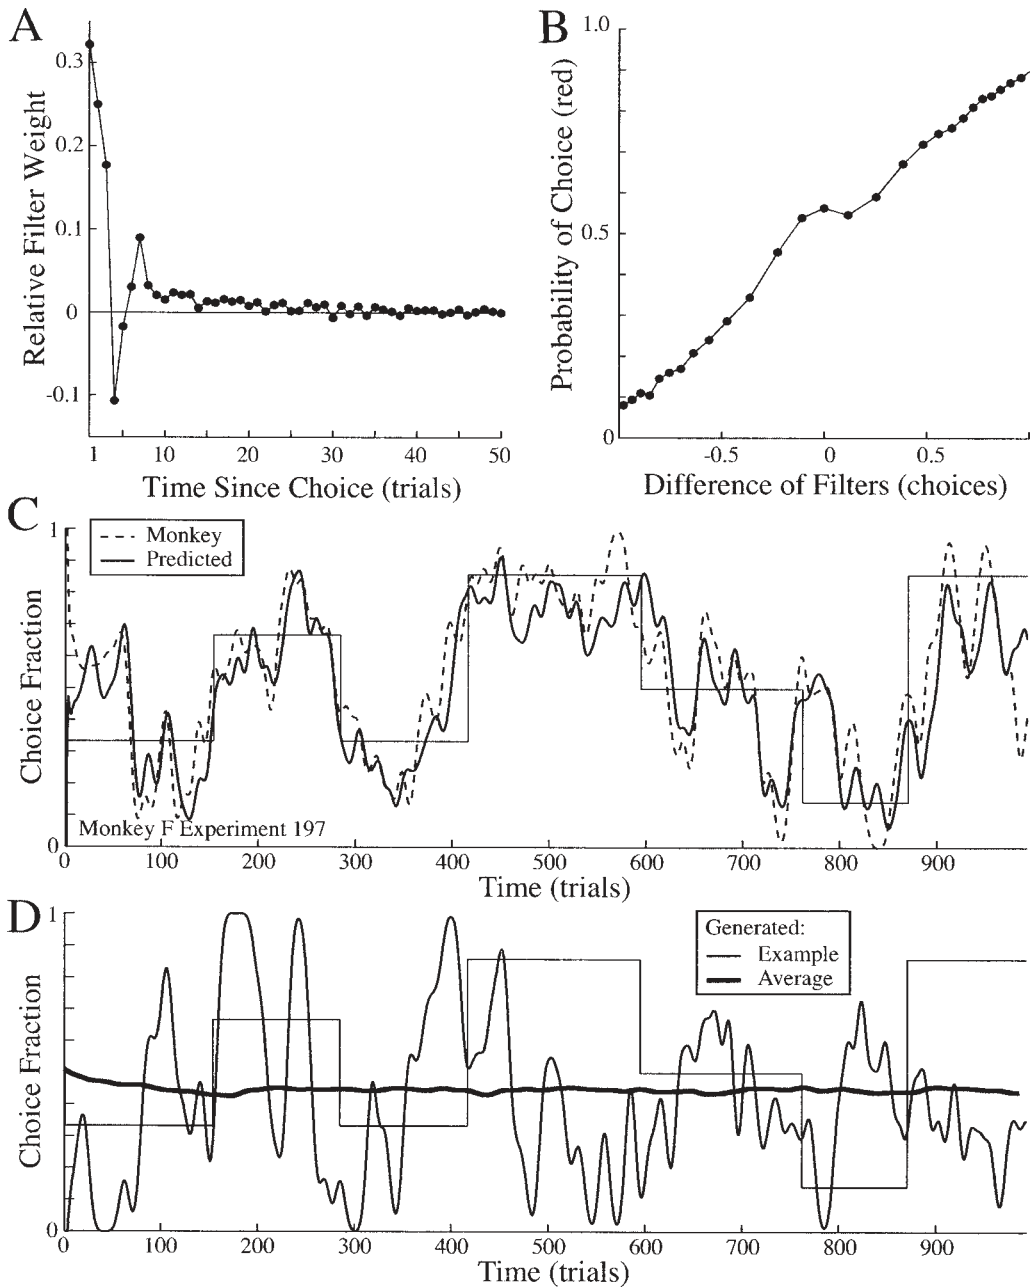 A
Relative Filter Weight
0.3
0.2
0.1
0
-0.1
1 10 20 30 40 50
Time Since Choice (trials)
B
Probability of Choice (red)
1.0
0.5
0
-0.5 0 0.5
Difference of Filters (choices)
C
Choice Fraction
1
0
Monkey
Predicted
Monkey F Experiment 197
0 100 200 300 400 500 600 700 800 900
Time (trials)
D
Choice Fraction
1
0
Generated:
Example
Average
0 100 200 300 400 500 600 700 800 900
Time (trials)